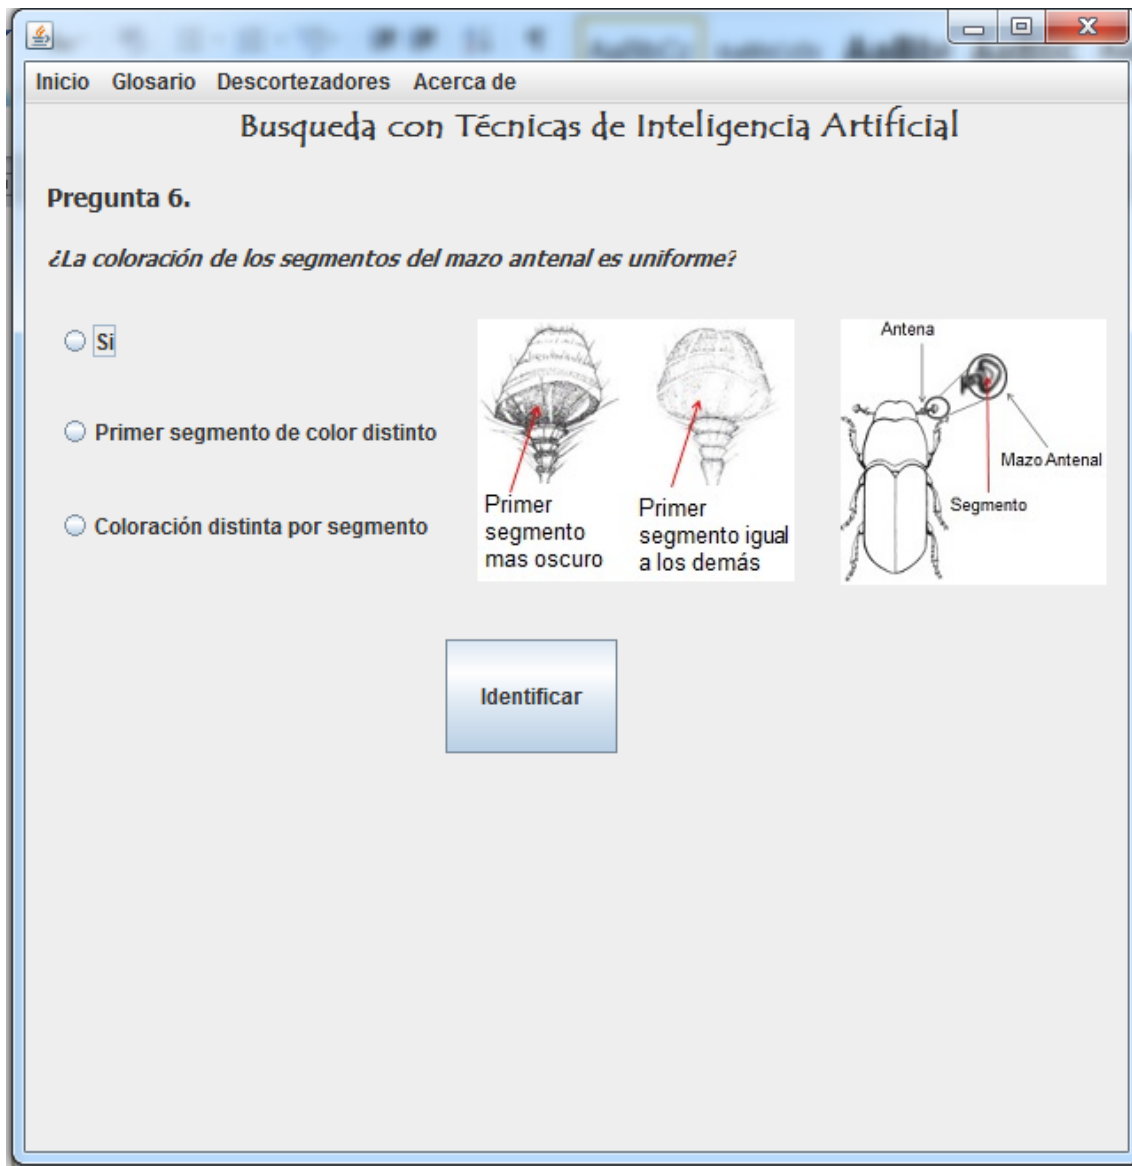 Inicio Glosario Descortezadores Acerca de
Busqueda con Técnicas de Inteligencia Artificial
Pregunta 6.
¿La coloración de los segmentos del mazo antenal es uniforme?
Si
Primer segmento de color distinto
Coloración distinta por segmento
Primer
segmento
mas oscuro
Primer
segmento igual
a los demás
Antena
Mazo Antenal
Segmento
Identificar